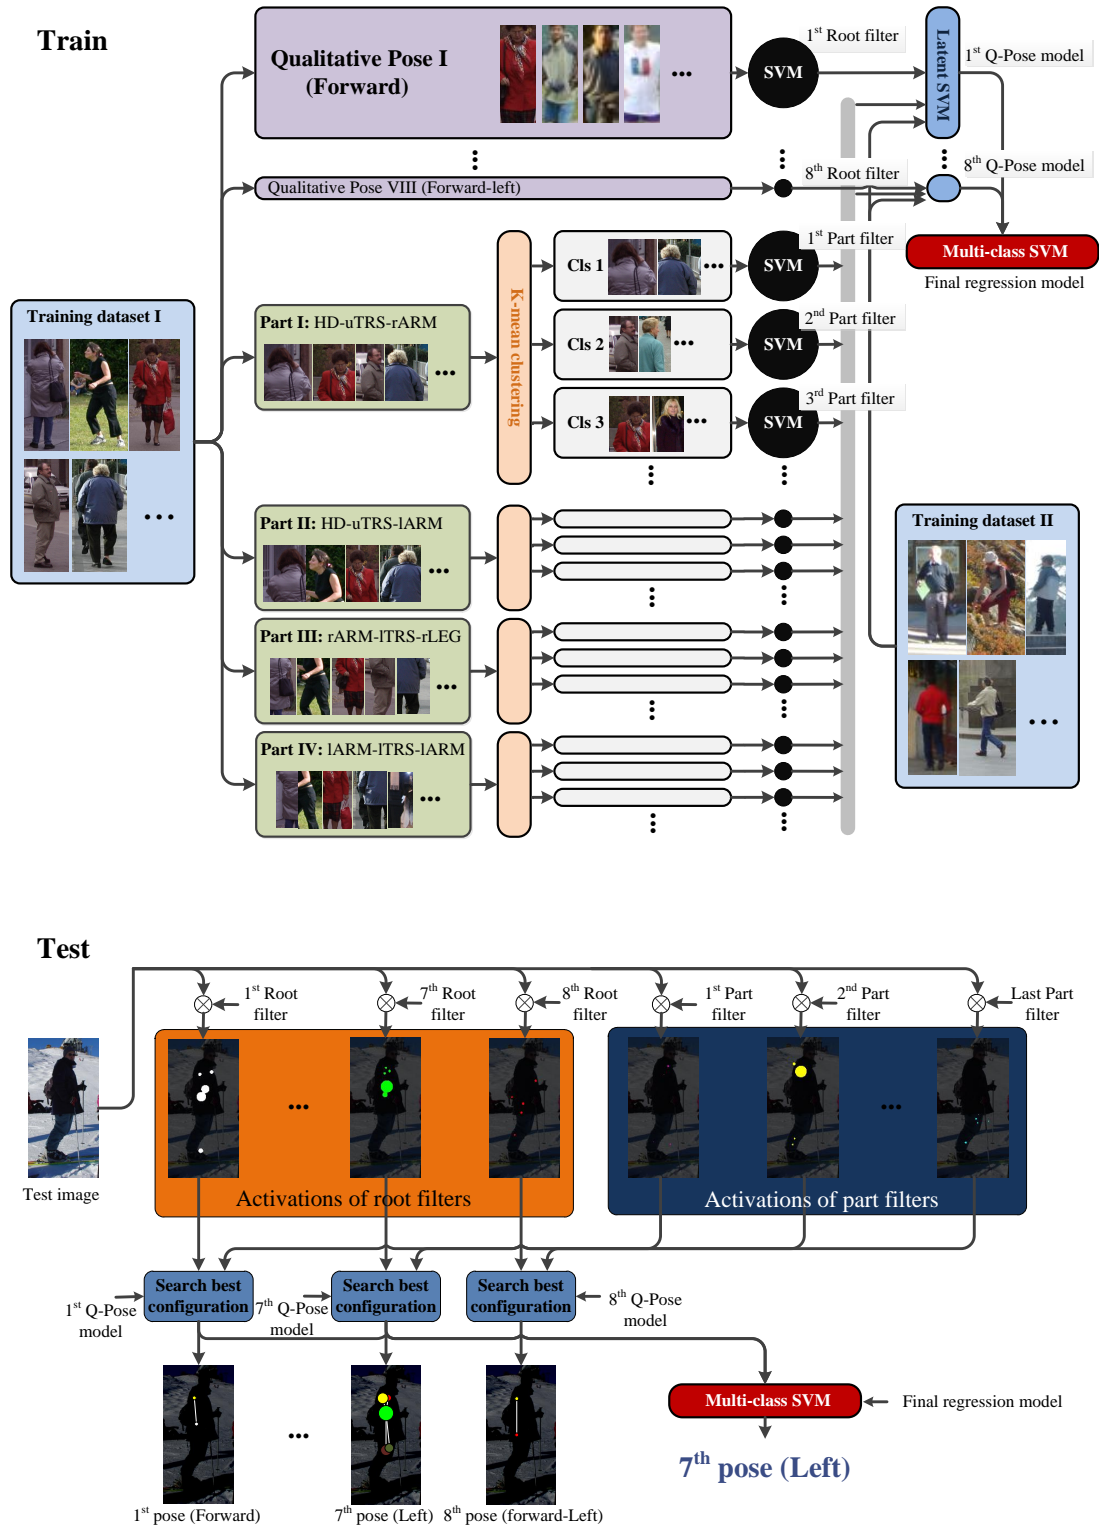 Train
Qualitative Pose I
(Forward)
SVM
1st Root filter
Latent SVM
1st Q-Pose model
Qualitative Pose VIII (Forward-left)
8th Root filter
8th Q-Pose model
Multi-class SVM
Final regression model
Training dataset I
Part I: HD-uTRS-rARM
K-mean clustering
Cls 1
SVM
1st Part filter
Cls 2
SVM
2nd Part filter
Cls 3
SVM
3rd Part filter
Part II: HD-uTRS-lARM
Part III: rARM-lTRS-rLEG
Part IV: lARM-lTRS-lARM
Training dataset II
Test
1st Root
filter
7th Root
filter
8th Root
filter
1st Part
filter
2nd Part
filter
Last Part
filter
Test image
Activations of root filters
Activations of part filters
Search best
configuration
Search best
configuration
Search best
configuration
1st Q-Pose
model
7th Q-Pose
model
8th Q-Pose
model
Multi-class SVM
Final regression model
7th pose (Left)
1st pose (Forward)
7th pose (Left)
8th pose (forward-Left)